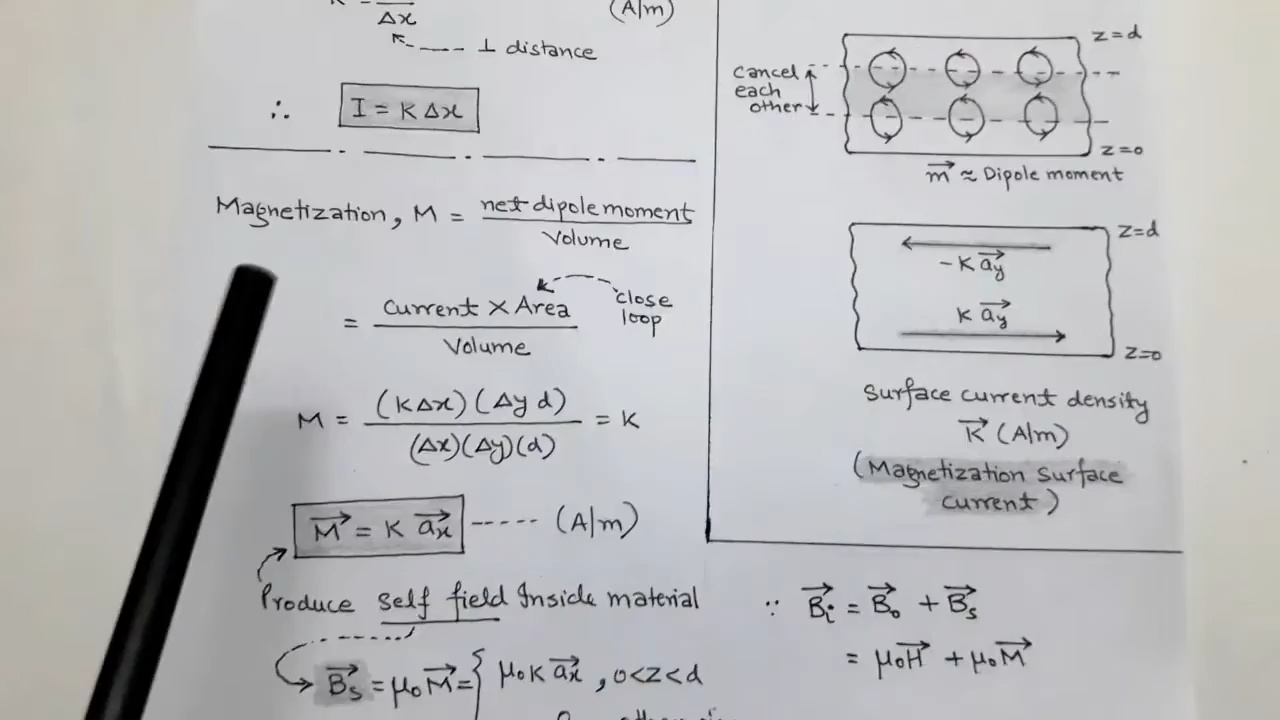 Δx
(A/m)
⊥ distance
∴ I = K Δx
Magnetization, M = net dipole moment / Volume
= Current × Area / Volume
close loop
M = (KΔx)(Δy d) / (Δx)(Δy)(d) = K
M⃗ = K a⃗x ----- (A/m)
Produce self field Inside material
B⃗s = μ0M⃗ = { μ0K a⃗x , 0<z<d
z=d
Cancel
each
other
z=0
m⃗ ≈ Dipole moment
z=d
-K a⃗y
K a⃗y
z=0
Surface current density
K⃗ (A/m)
(Magnetization surface
current)
∵ B⃗i = B⃗0 + B⃗s
= μ0H⃗ + μ0M⃗